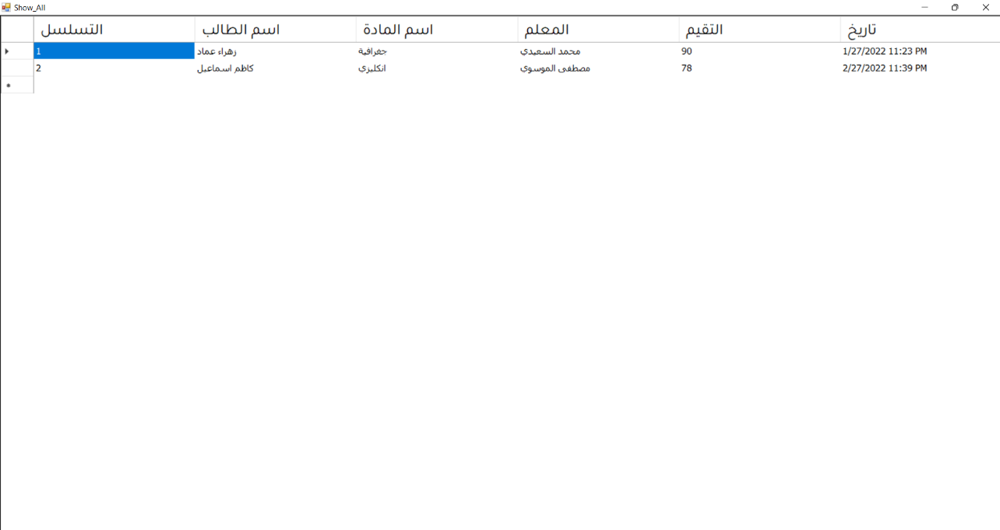 Show_All
التسلسل اسم الطالب اسم المادة المعلم التقيم تاريخ
1 زهراء عماد جغرافية محمد السعيدي 90 1/27/2022 11:23 PM
2 كاظم اسماعيل انكليزي مصطفى الموسوي 78 2/27/2022 11:39 PM